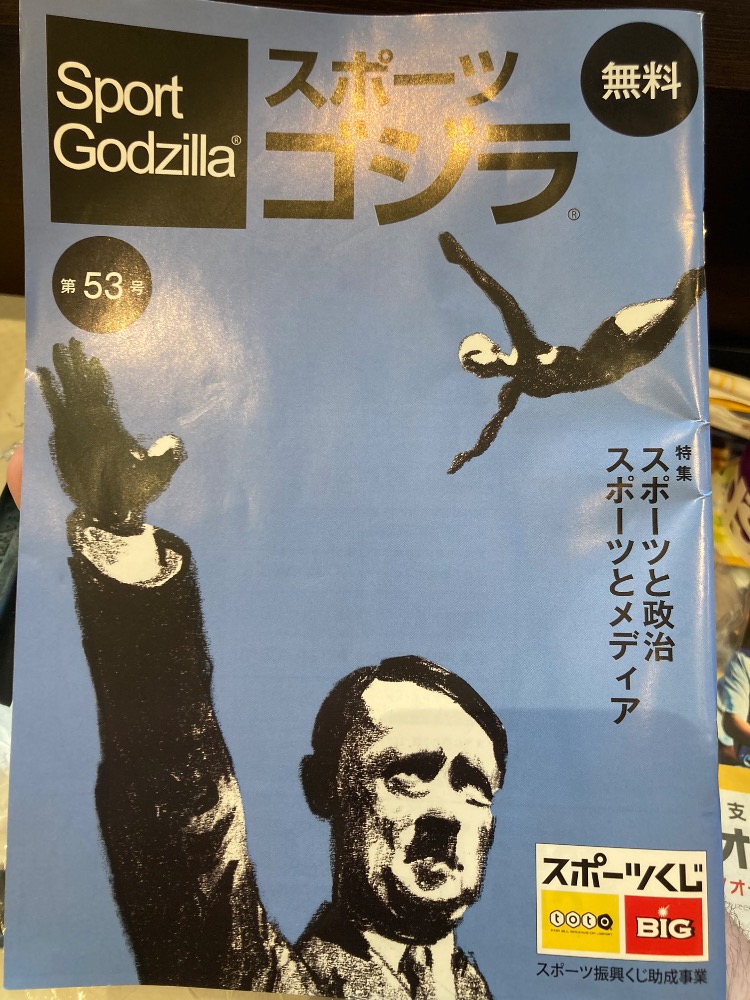 Sport
Godzilla®
スポーツ
ゴジラ®
無料
第53号
特集
スポーツと政治
スポーツとメディア
スポーツくじ
toto
BIG
スポーツ振興くじ助成事業
支
オ